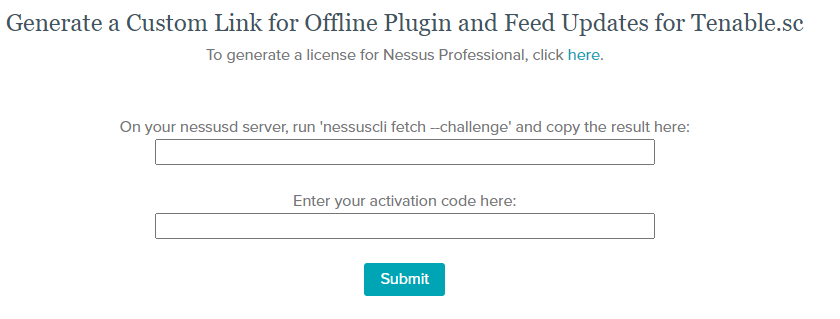 Generate a Custom Link for Offline Plugin and Feed Updates for Tenable.sc
To generate a license for Nessus Professional, click here.
On your nessusd server, run 'nessuscli fetch --challenge' and copy the result here:
Enter your activation code here:
Submit